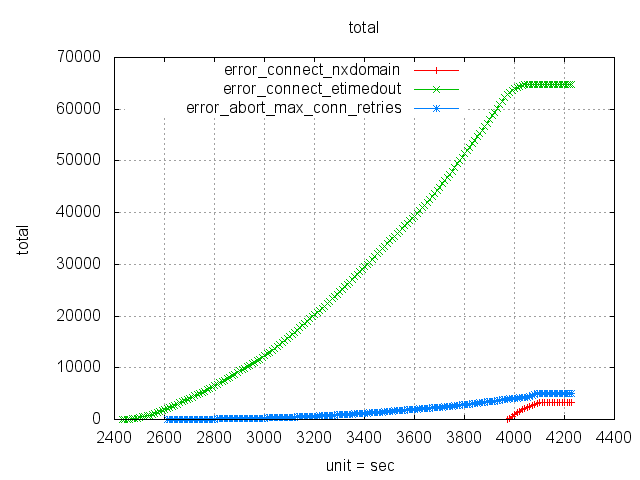 total
70000
60000
50000
40000
30000
20000
10000
0
total
error_connect_nxdomain
error_connect_etimedout
error_abort_max_conn_retries
2400 2600 2800 3000 3200 3400 3600 3800 4000 4200 4400
unit = sec